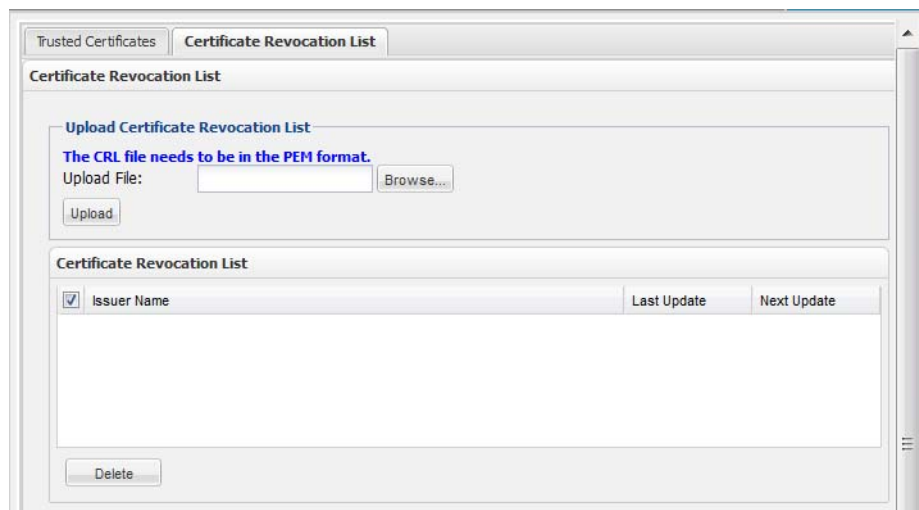 Trusted Certificates Certificate Revocation List
Certificate Revocation List
Upload Certificate Revocation List
The CRL file needs to be in the PEM format.
Upload File: Browse...
Upload
Certificate Revocation List
Issuer Name Last Update Next Update
Delete